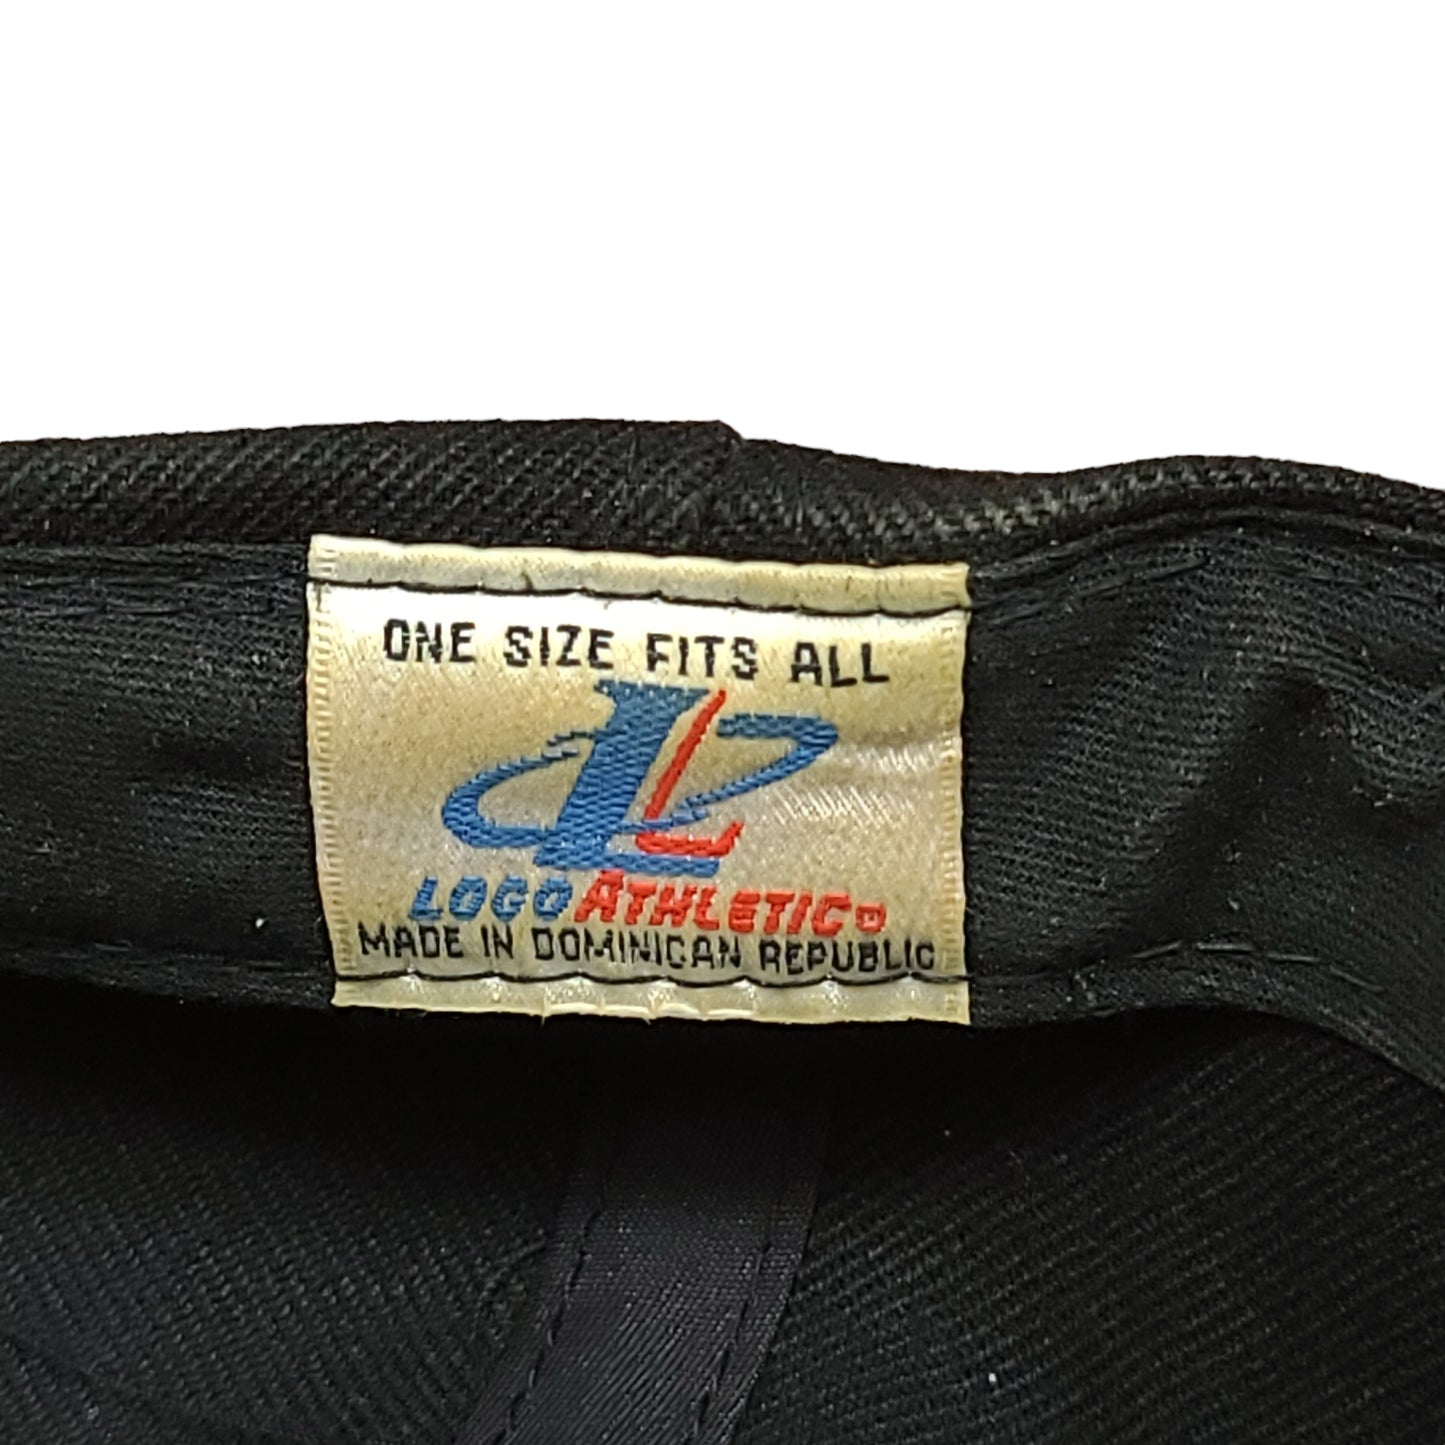 ONE SIZE FITS ALL
LOGO ATHLETIC
MADE IN DOMINICAN REPUBLIC